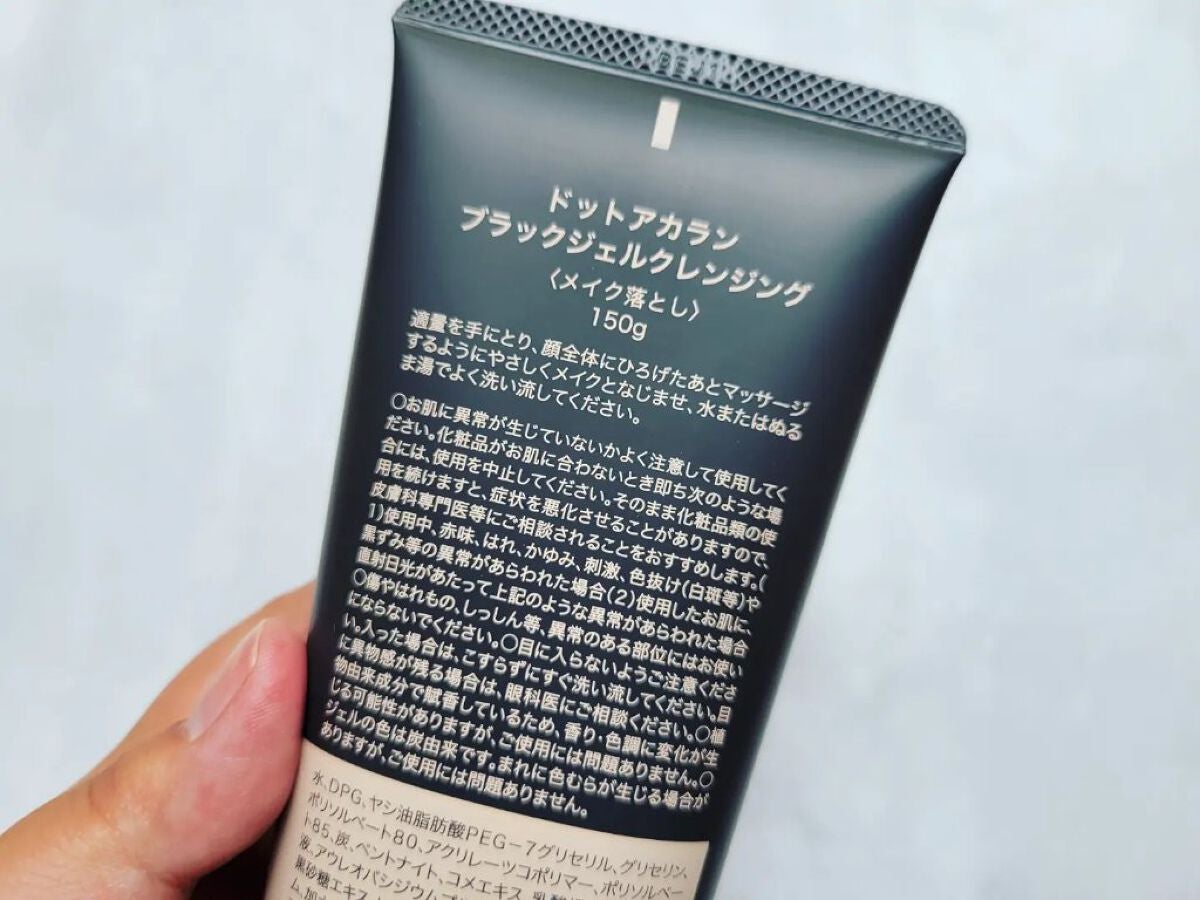 ドットアカラン
ブラックジェルクレンジング
〈メイク落とし〉
150g
適量を手にとり、顔全体にひろげたあとマッサージ
するようにやさしくメイクとなじませ、水またはぬる
ま湯でよく洗い流してください。
○お肌に異常が生じていないかよく注意して使用してく
ださい。化粧品がお肌に合わないとき即ち次のような場
合には、使用を中止してください。そのまま化粧品類の使
用を続けますと、症状を悪化させることがありますので、
皮膚科専門医等にご相談されることをおすすめします。(
1)使用中、赤味、はれ、かゆみ、刺激、色抜け(白斑等)や
黒ずみ等の異常があらわれた場合(2)使用したお肌に、
直射日光があたって上記のような異常があらわれた場合
○傷やはれもの、しっしん等、異常のある部位にはお使い
にならないでください。○目に入らないようご注意くださ
い。入った場合は、こすらずにすぐ洗い流してください。目
に異物感が残る場合は、眼科医にご相談ください。○植
物由来成分で賦香しているため、香り・色調に変化が生
じる可能性がありますが、ご使用には問題ありません。○
ジェルの色は炭由来です。まれに色むらが生じる場合が
ありますが、ご使用には問題ありません。
水、DPG、ヤシ油脂肪酸PEG-7グリセリル、グリセリン、
ポリソルベート80、アクリレーツコポリマー、ポリソルベー
ト85、炭、ベントナイト、コメエキス、乳酸
液、アウレオバシジウム
黒砂糖エキス
ム、加水